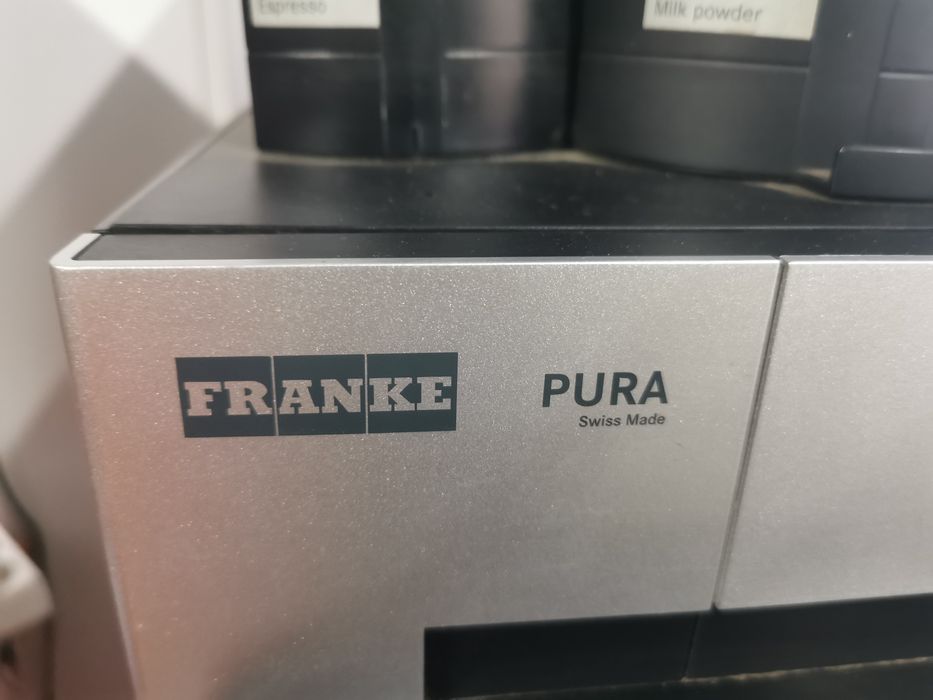 Espresso
Milk powder
FRANKE
PURA
Swiss Made